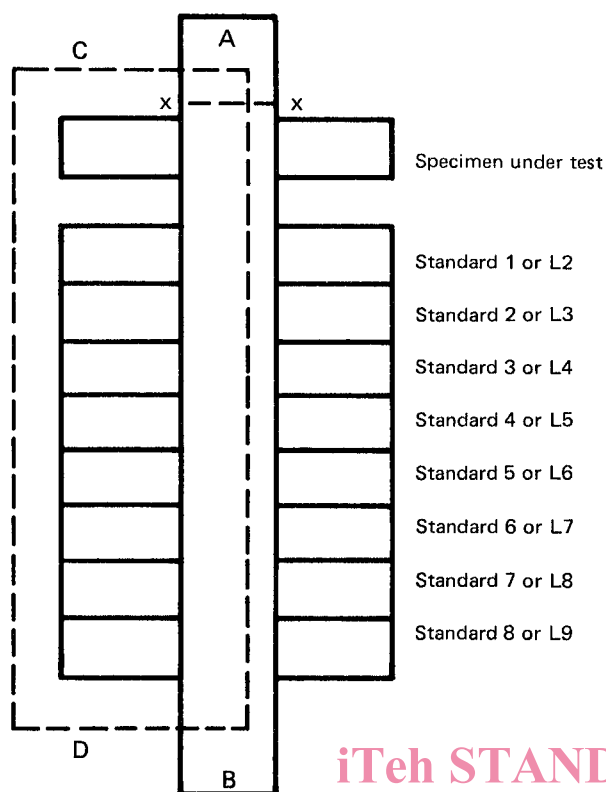 A
C
x x
Specimen under test
Standard 1 or L2
Standard 2 or L3
Standard 3 or L4
Standard 4 or L5
Standard 5 or L6
Standard 6 or L7
Standard 7 or L8
Standard 8 or L9
D
B
iTeh STAND